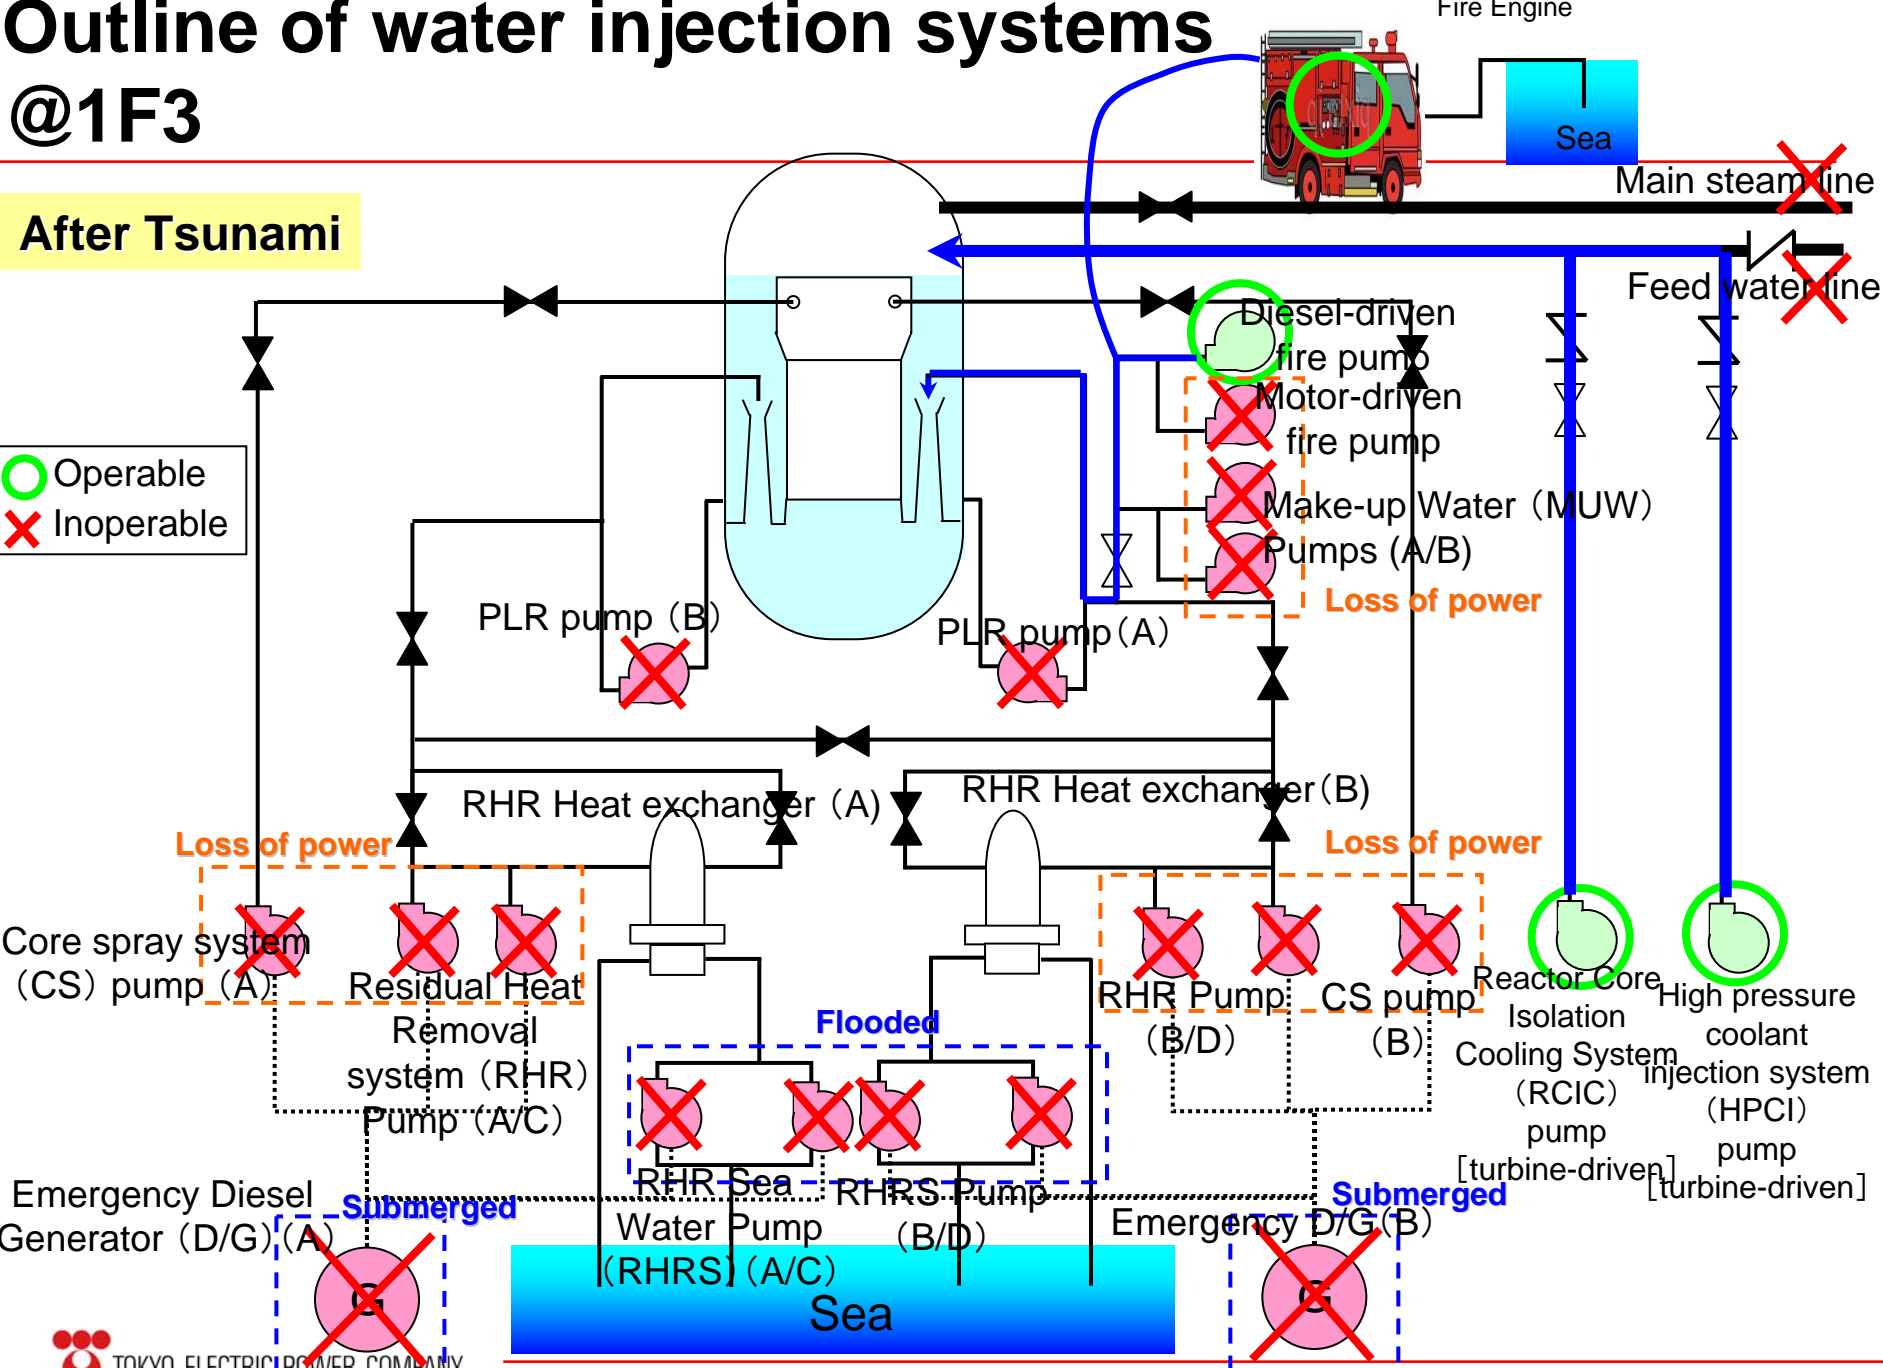 Outline of water injection systems
@1F3
Fire Engine
Sea
Main steam line
After Tsunami
Feed water line
Diesel-driven
fire pump
Motor-driven
fire pump
Operable
Inoperable
Make-up Water (MUW)
Pumps (A/B)
Loss of power
PLR pump (B)
PLR pump(A)
RHR Heat exchanger (A)
RHR Heat exchanger(B)
Loss of power
Loss of power
Core spray system
(CS) pump (A)
Residual Heat
Removal
system (RHR)
Pump (A/C)
Flooded
RHR Pump
(B/D)
CS pump
(B)
Reactor Core
Isolation
Cooling System
(RCIC)
pump
[turbine-driven]
High pressure
coolant
injection system
(HPCI)
pump
[turbine-driven]
Emergency Diesel
Generator (D/G)(A)
Submerged
RHR Sea
Water Pump
(RHRS)(A/C)
RHRS Pump
(B/D)
Submerged
Emergency D/G(B)
G
G
Sea
TOKYO ELECTRIC POWER COMPANY